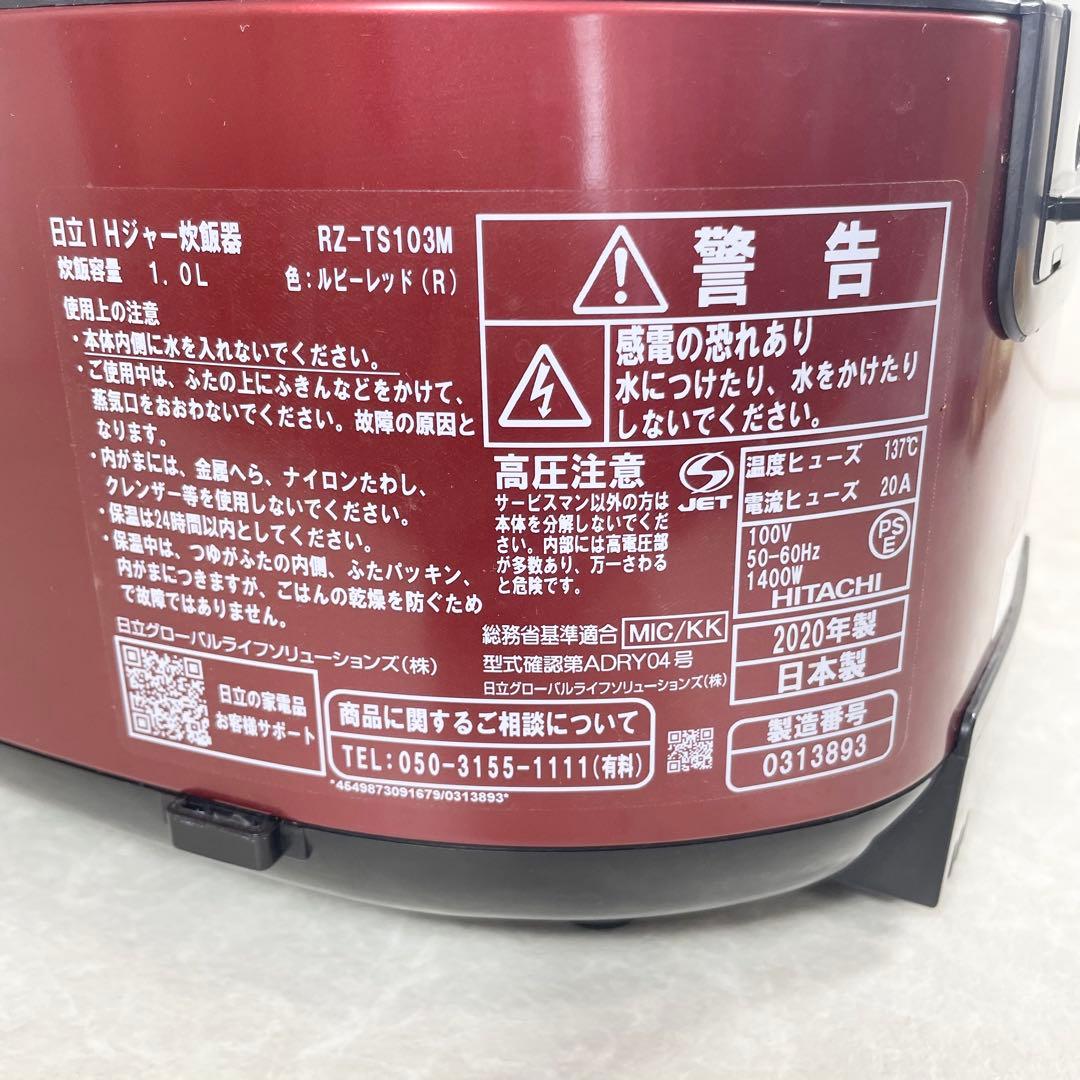 日立IHジャー炊飯器 RZ-TS103M
炊飯容量 1.0L 色:ルビーレッド(R)
使用上の注意
・本体内側に水を入れないでください。
・ご使用中は、ふたの上にふきんなどをかけて、
蒸気口をおおわないでください。故障の原因と
なります。
・内がまには、金属へら、ナイロンたわし、
クレンザー等を使用しないでください。
・保温は24時間以内としてください。
・保温中は、つゆがふたの内側、ふたパッキン、
内がまにつきますが、ごはんの乾燥を防ぐため
で故障ではありません。
日立グローバルライフソリューションズ(株)
日立の家電品
お客様サポート
警告
感電の恐れあり
水につけたり、水をかけたり
しないでください。
高圧注意
サービスマン以外の方は
本体を分解しないでくだ
さい。内部には高電圧部
が多数あり、万一さわる
と危険です。
JET
温度ヒューズ 137℃
電流ヒューズ 20A
100V
50-60Hz
1400W
PS
E
HITACHI
総務省基準適合 MIC/KK
型式確認第ADRY04号
日立グローバルライフソリューションズ(株)
2020年製
日本製
商品に関するご相談について
TEL:050-3155-1111(有料)
製造番号
0313893
*4549873091679/0313893*